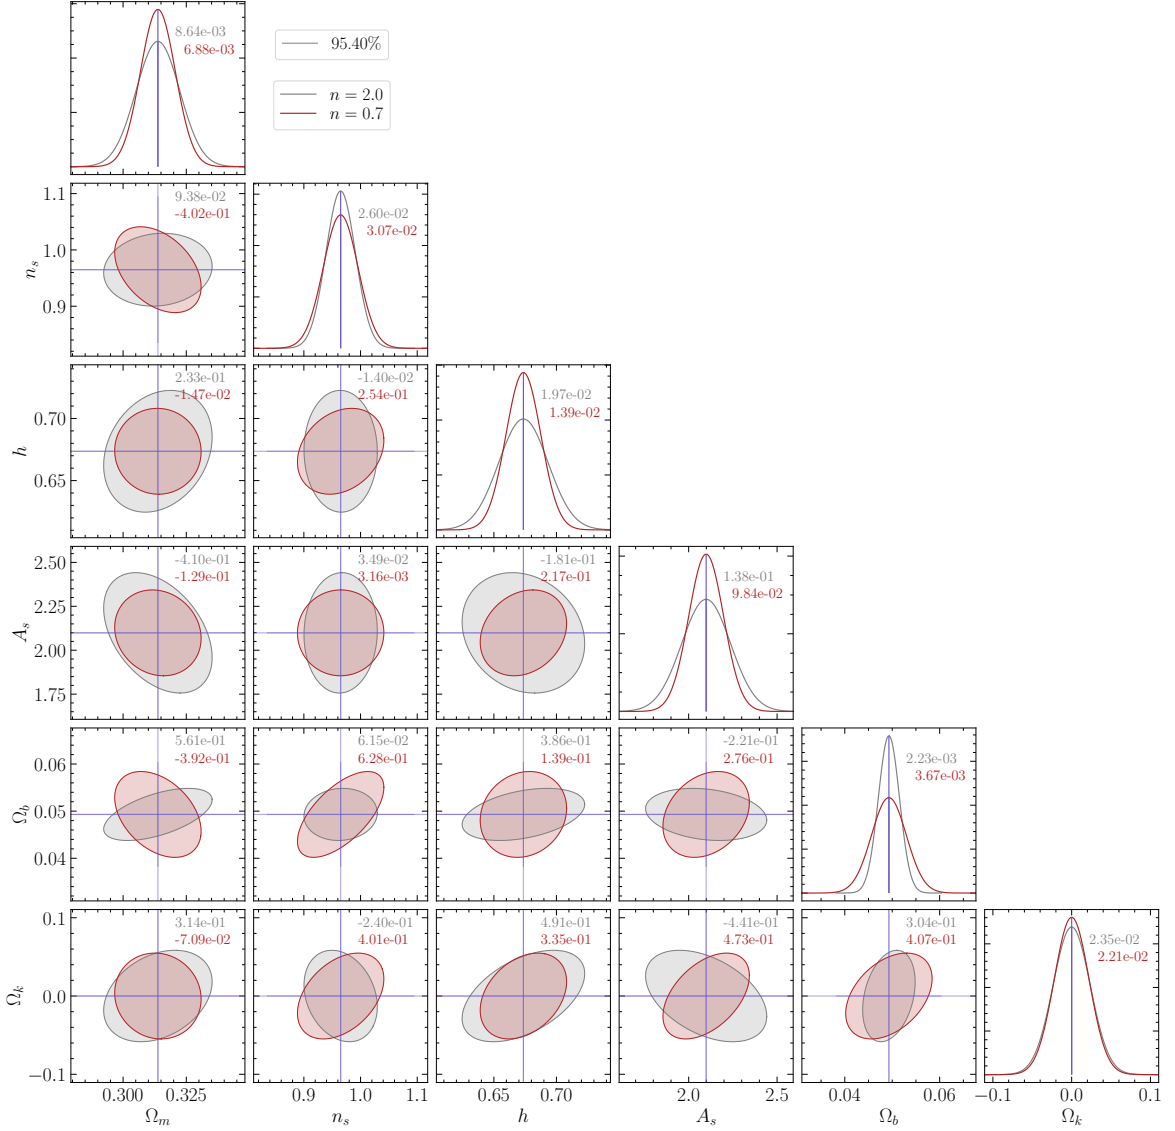 8.64e-03
6.88e-03
95.40%
n = 2.0
n = 0.7
1.1
1.0
0.9
n_s
9.38e-02
-4.02e-01
2.60e-02
3.07e-02
0.70
0.65
h
2.33e-01
-1.47e-02
-1.40e-02
2.54e-01
1.97e-02
1.39e-02
2.50
2.25
2.00
1.75
A_s
-4.10e-01
-1.29e-01
3.49e-02
3.16e-03
-1.81e-01
2.17e-01
1.38e-01
9.84e-02
0.06
0.04
Ω_b
5.61e-01
-3.92e-01
6.15e-02
6.28e-01
3.86e-01
1.39e-01
-2.21e-01
2.76e-01
2.23e-03
3.67e-03
0.1
0.0
−0.1
Ω_k
3.14e-01
-7.09e-02
-2.40e-01
4.01e-01
4.91e-01
3.35e-01
-4.41e-01
4.73e-01
3.04e-01
4.07e-01
2.35e-02
2.21e-02
0.300 0.325
Ω_m
0.9 1.0 1.1
n_s
0.65 0.70
h
2.0 2.5
A_s
0.04 0.06
Ω_b
−0.1 0.0 0.1
Ω_k